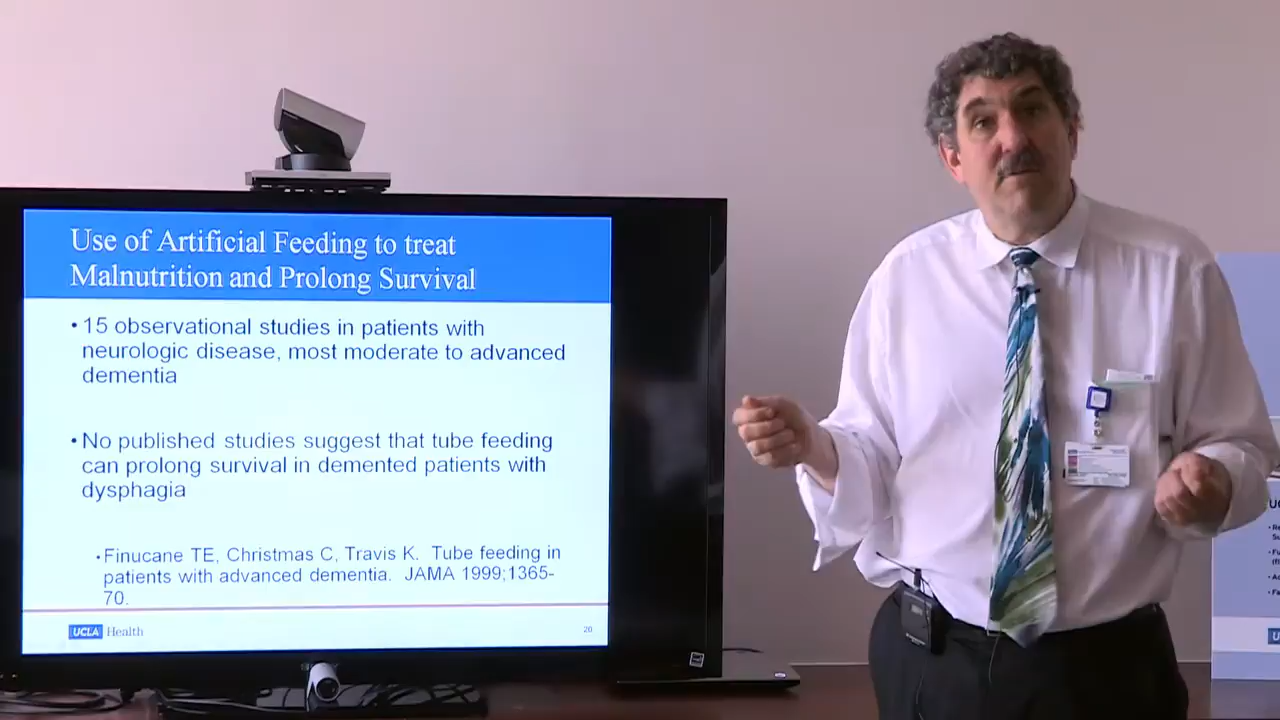 Use of Artificial Feeding to treat
Malnutrition and Prolong Survival
• 15 observational studies in patients with
neurologic disease, most moderate to advanced
dementia
• No published studies suggest that tube feeding
can prolong survival in demented patients with
dysphagia
• Finucane TE, Christmas C, Travis K. Tube feeding in
patients with advanced dementia. JAMA 1999;1365-
70.
UCLA Health
20